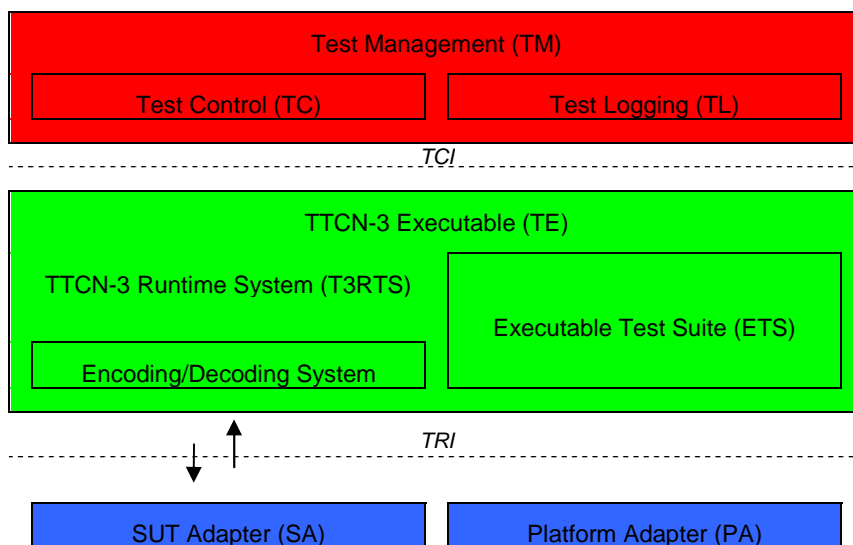 Test Management (TM)
Test Control (TC)
Test Logging (TL)
TCI
TTCN-3 Executable (TE)
TTCN-3 Runtime System (T3RTS)
Executable Test Suite (ETS)
Encoding/Decoding System
TRI
SUT Adapter (SA)
Platform Adapter (PA)